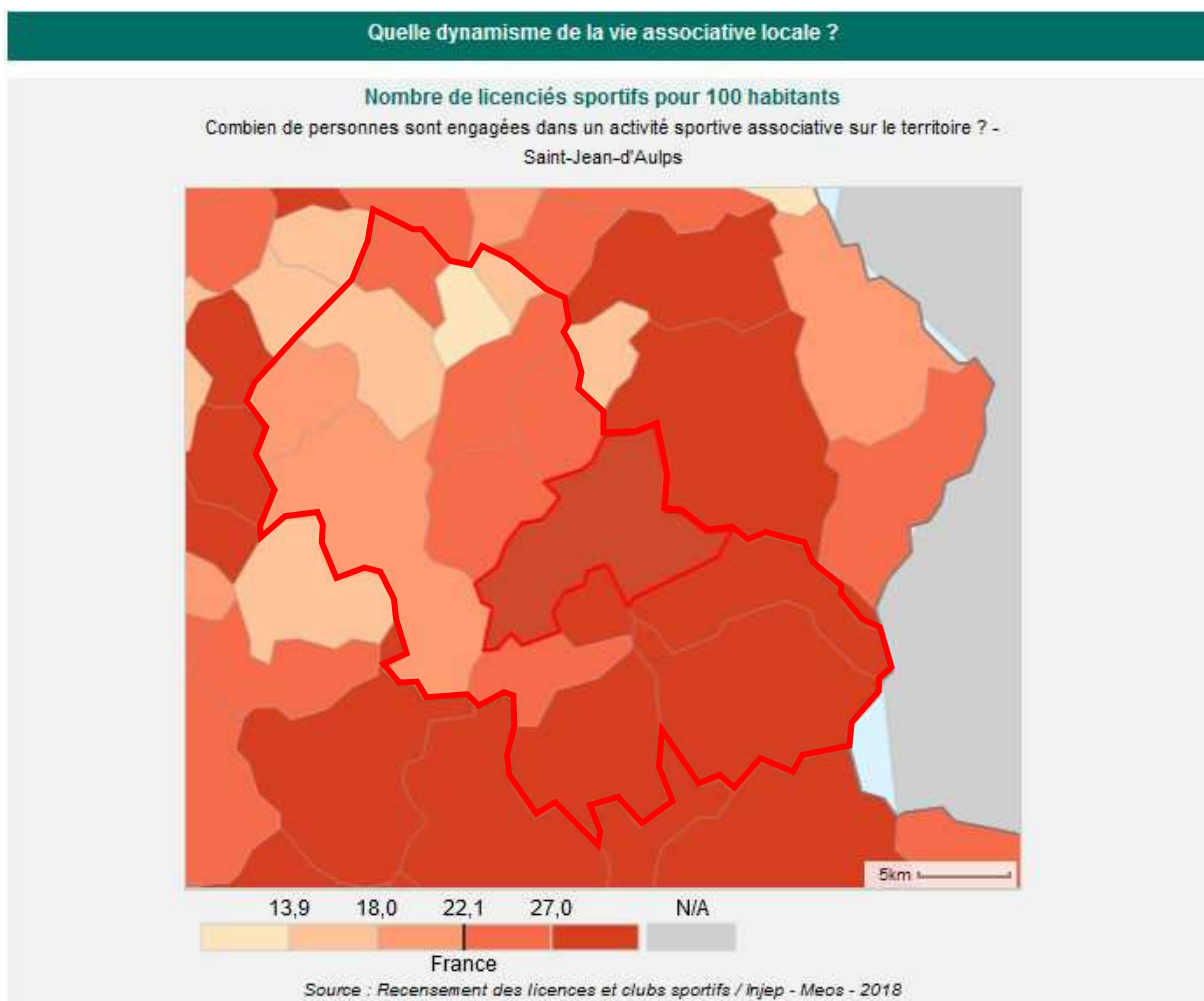 Quelle dynamisme de la vie associative locale ?
Nombre de licenciés sportifs pour 100 habitants
Combien de personnes sont engagées dans un activité sportive associative sur le territoire ? -
Saint-Jean-d'Aulps
5km
13,9 18,0 22,1 27,0 N/A
France
Source : Recensement des licences et clubs sportifs / Injep - Meos - 2018